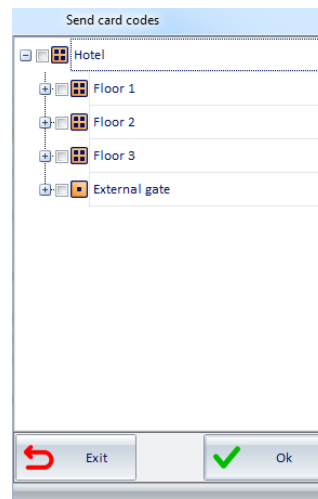 Send card codes
Hotel
Floor 1
Floor 2
Floor 3
External gate
Exit
Ok